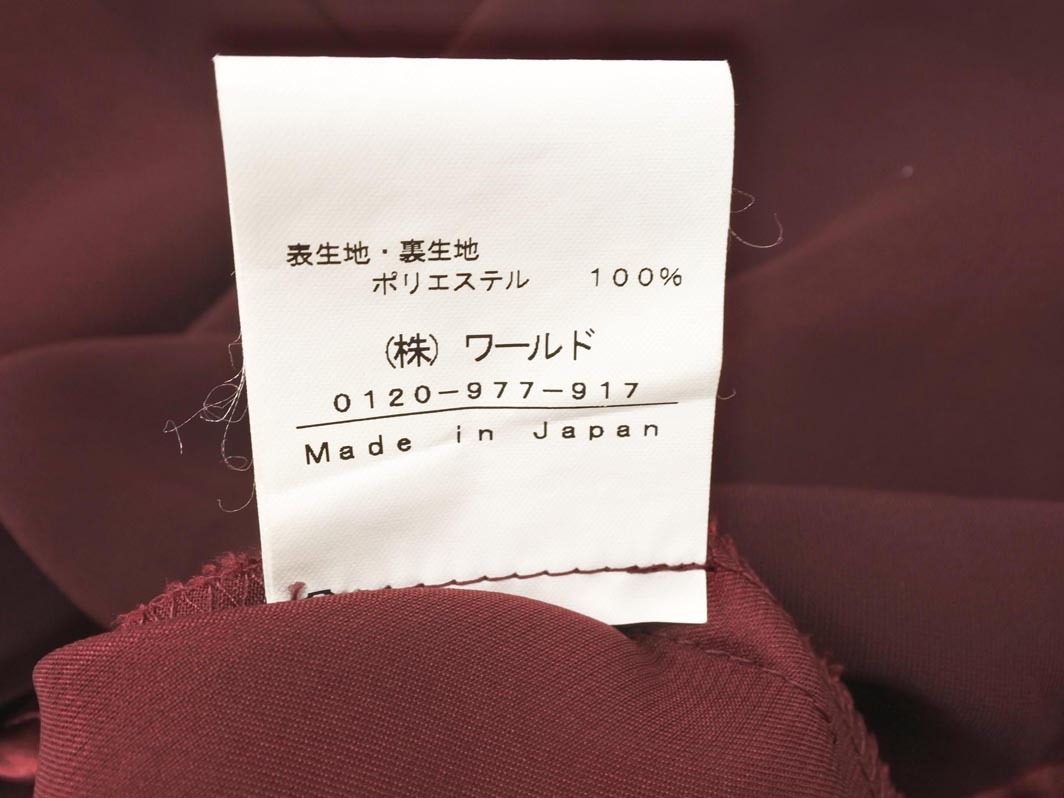 表生地・裏生地
ポリエステル 100%
(株) ワールド
0120-977-917
Made in Japan